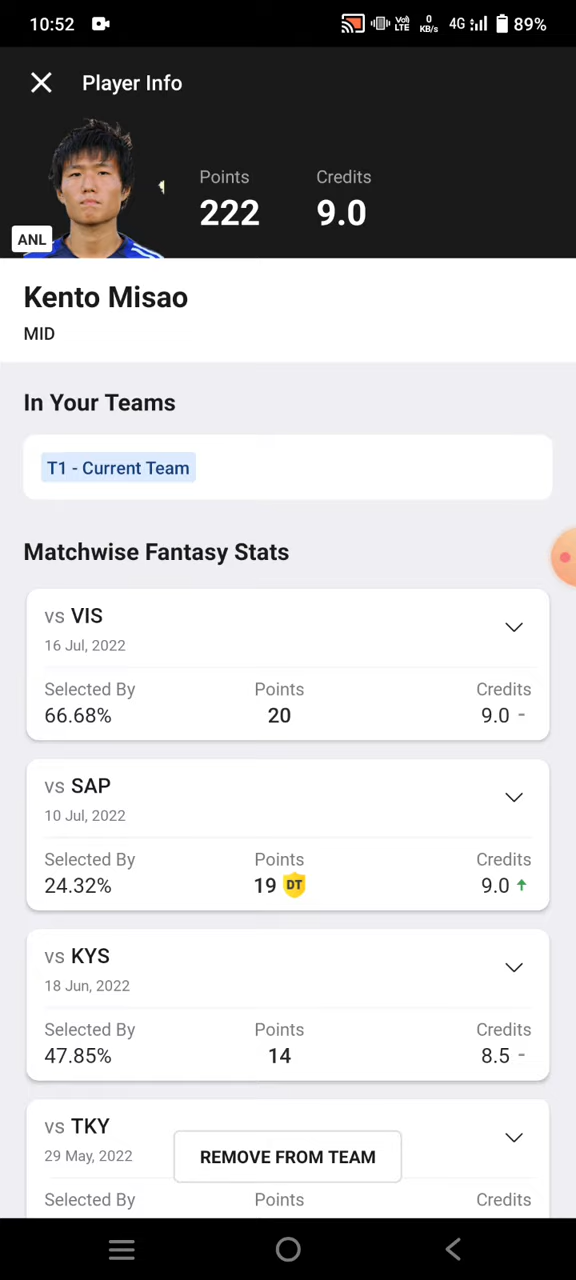 10:52
Vo) LTE
0 KB/s
4G
89%
Player Info
Points
Credits
222
9.0
ANL
Kento Misao
MID
In Your Teams
T1 - Current Team
Matchwise Fantasy Stats
vs VIS
16 Jul, 2022
Selected By Points Credits
66.68% 20 9.0 -
vs SAP
10 Jul, 2022
Selected By Points Credits
24.32% 19 DT 9.0
vs KYS
18 Jun, 2022
Selected By Points Credits
47.85% 14 8.5 -
vs TKY
29 May, 2022
REMOVE FROM TEAM
Selected By Points Credits